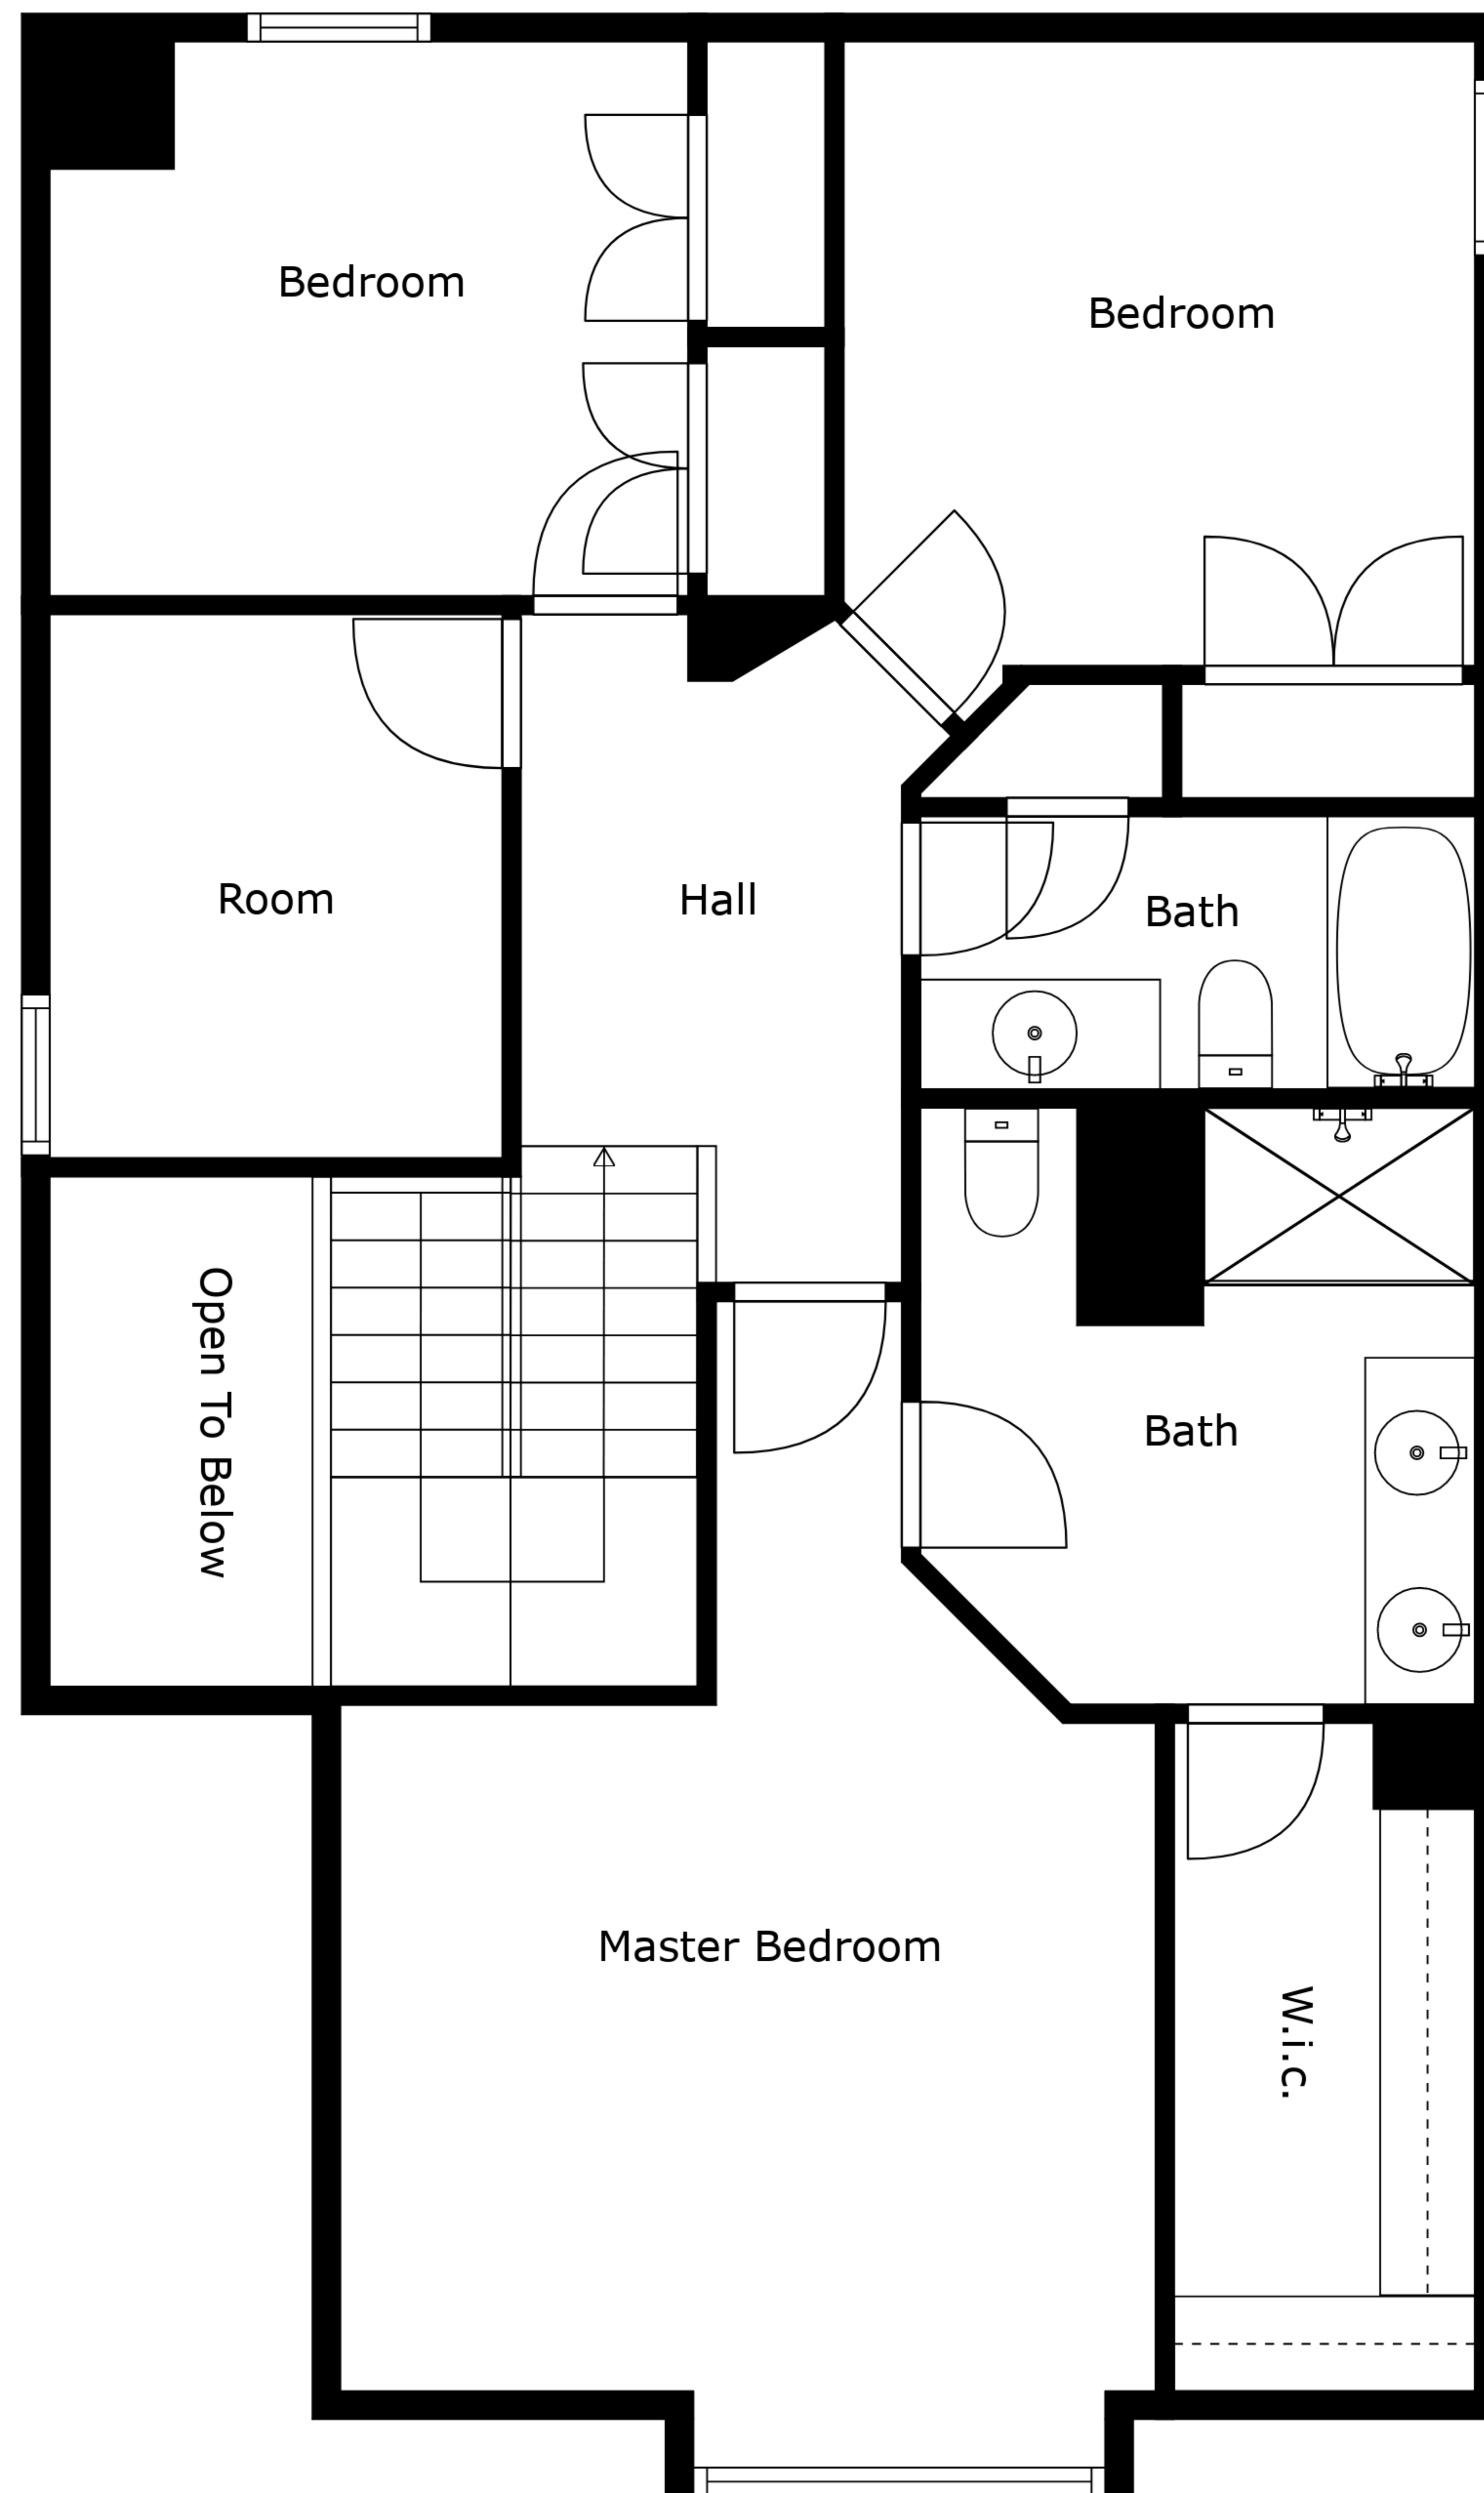 Bedroom
Bedroom
Room
Hall
Bath
Open To Below
Bath
Master Bedroom
W.i.c.